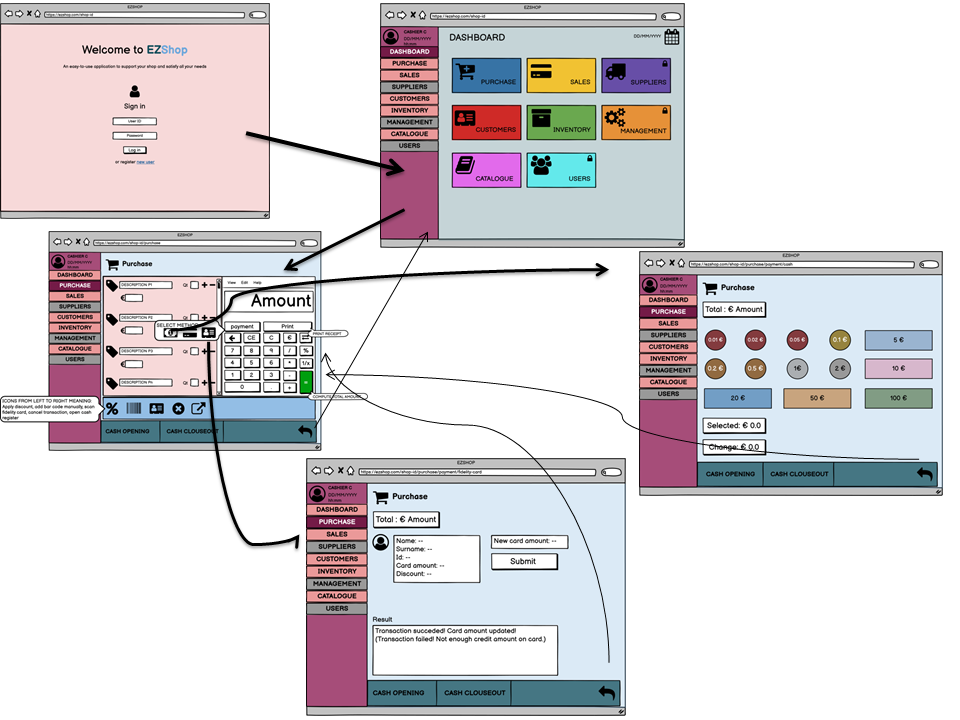 EZSHOP
https://ezshop.com/shop-id
Welcome to EZShop
An easy-to-use application to support your shop and satisfy all your needs
Sign in
User ID
Password
Log in
or register new user
EZSHOP
https://ezshop.com/shop-id
CASHIER C
DD/MM/YYYY
hh:mm
DASHBOARD
PURCHASE
SALES
SUPPLIERS
CUSTOMERS
INVENTORY
MANAGEMENT
CATALOGUE
USERS
DASHBOARD
DD/MM/YYYY
PURCHASE
SALES
SUPPLIERS
CUSTOMERS
INVENTORY
MANAGEMENT
CATALOGUE
USERS
EZSHOP
https://ezshop.com/shop-id/purchase
CASHIER C
DD/MM/YYYY
hh:mm
DASHBOARD
PURCHASE
SALES
SUPPLIERS
CUSTOMERS
INVENTORY
MANAGEMENT
CATALOGUE
USERS
Purchase
DESCRIPTION P1
Qt
€
DESCRIPTION P2
Qt
€
DESCRIPTION P3
Qt
€
DESCRIPTION P4
Qt
SELECT METHOD
View Edit Help
Amount
payment Print
CE C €
7 8 9 / %
4 5 6 * 1/x
1 2 3 - =
0 . +
PRINT RECEIPT
COMPUTE TOTAL AMOUNT
ICONS FROM LEFT TO RIGHT MEANING:
Apply discount, add bar code manualy, scan
fidelity card, cancel transaction, open cash
register
CASH OPENING
CASH CLOUSEOUT
EZSHOP
https://ezshop.com/shop-id/purchase/payment/cash
CASHIER C
DD/MM/YYYY
hh:mm
DASHBOARD
PURCHASE
SALES
SUPPLIERS
CUSTOMERS
INVENTORY
MANAGEMENT
CATALOGUE
USERS
Purchase
Total : € Amount
0.01 € 0.02 € 0.05 € 0.1 € 5 €
0.2 € 0.5 € 1€ 2 € 10 €
20 € 50 € 100 €
Selected: € 0.0
Change: € 0.0
CASH OPENING
CASH CLOUSEOUT
EZSHOP
https://ezshop.com/shop-id/purchase/payment/fidelity-card
CASHIER C
DD/MM/YYYY
hh:mm
DASHBOARD
PURCHASE
SALES
SUPPLIERS
CUSTOMERS
INVENTORY
MANAGEMENT
CATALOGUE
USERS
Purchase
Total : € Amount
Name: --
Surname: --
Id: --
Card amount: --
Discount: --
New card amount: --
Submit
Result
Transaction succeded! Card amount updated!
(Transaction failed! Not enough credit amount on card.)
CASH OPENING
CASH CLOUSEOUT